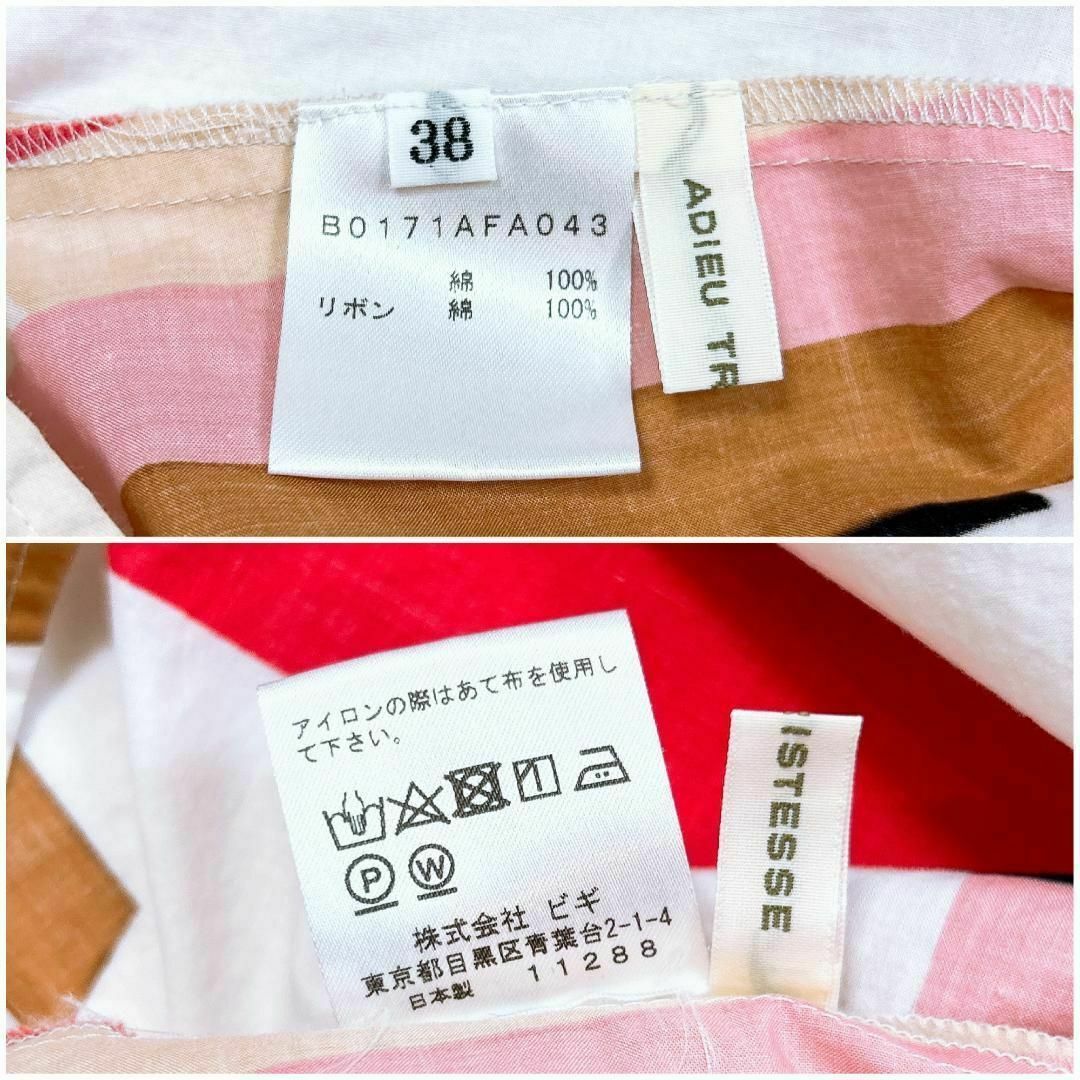 38
B0171AFA043
綿 100%
リボン 綿 100%
ADIEU TR
アイロンの際はあて布を使用し
て下さい。
P W
株式会社 ビギ
東京都目黒区青葉台2-1-4
日本製 11288
ISTESSE